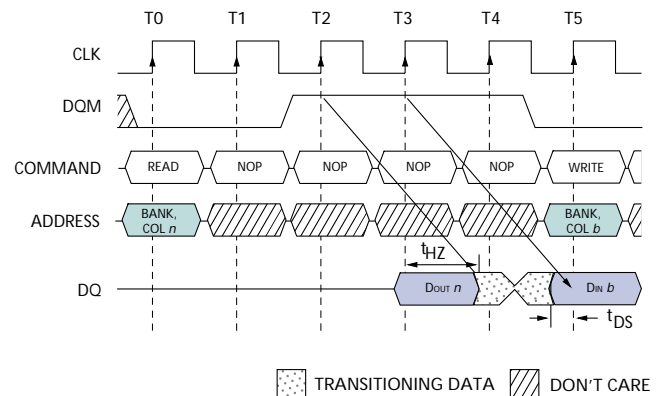 T0 T1 T2 T3 T4 T5
CLK
DQM
COMMAND READ NOP NOP NOP NOP WRITE
ADDRESS BANK, COL n BANK, COL b
tHZ
DQ DOUT n DIN b
tDS
TRANSITIONING DATA DON'T CARE